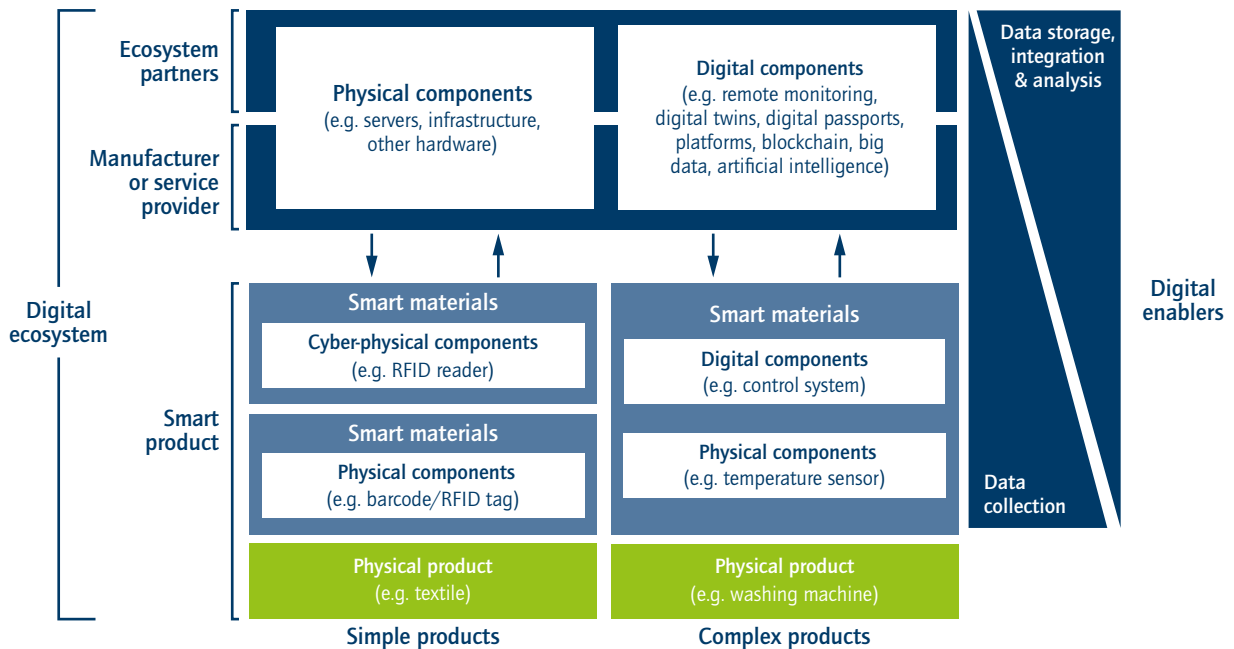 Ecosystem
partners
Physical components
(e.g. servers, infrastructure,
other hardware)
Digital components
(e.g. remote monitoring,
digital twins, digital passports,
platforms, blockchain, big
data, artificial intelligence)
Data storage,
integration
& analysis
Manufacturer
or service
provider
Digital
ecosystem
Digital
enablers
Smart
product
Smart materials
Cyber-physical components
(e.g. RFID reader)
Smart materials
Physical components
(e.g. barcode/RFID tag)
Smart materials
Digital components
(e.g. control system)
Physical components
(e.g. temperature sensor)
Data
collection
Physical product
(e.g. textile)
Physical product
(e.g. washing machine)
Simple products
Complex products